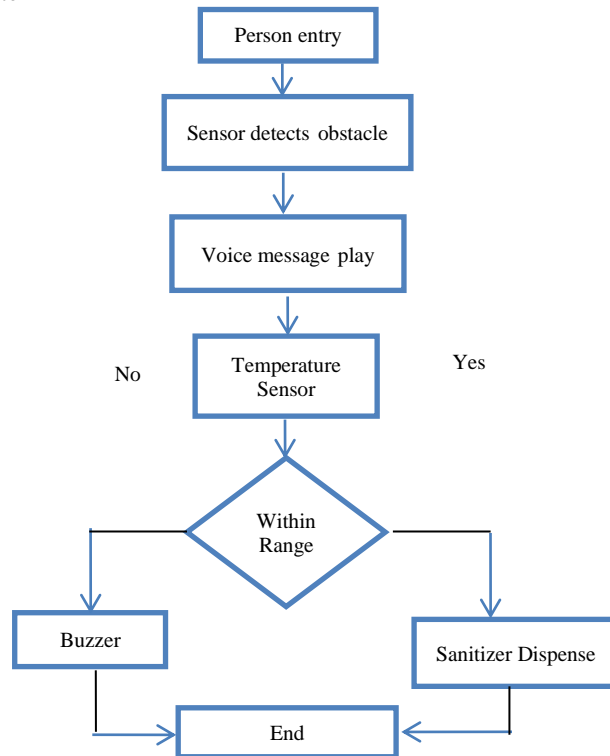 Person entry
Sensor detects obstacle
Voice message play
No
Temperature
Sensor
Yes
Within
Range
Buzzer
Sanitizer Dispense
End